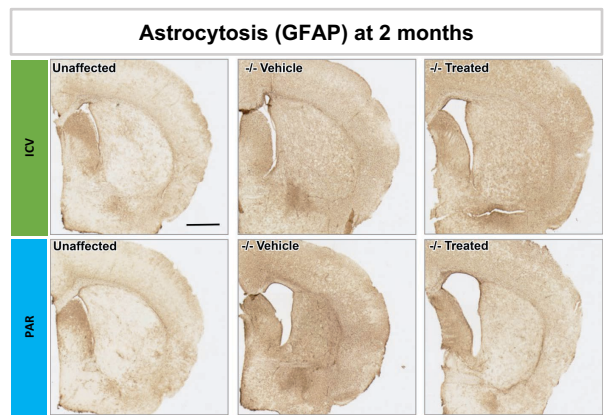 Astrocytosis (GFAP) at 2 months
Unaffected
-/- Vehicle
-/- Treated
ICV
Unaffected
-/- Vehicle
-/- Treated
PAR